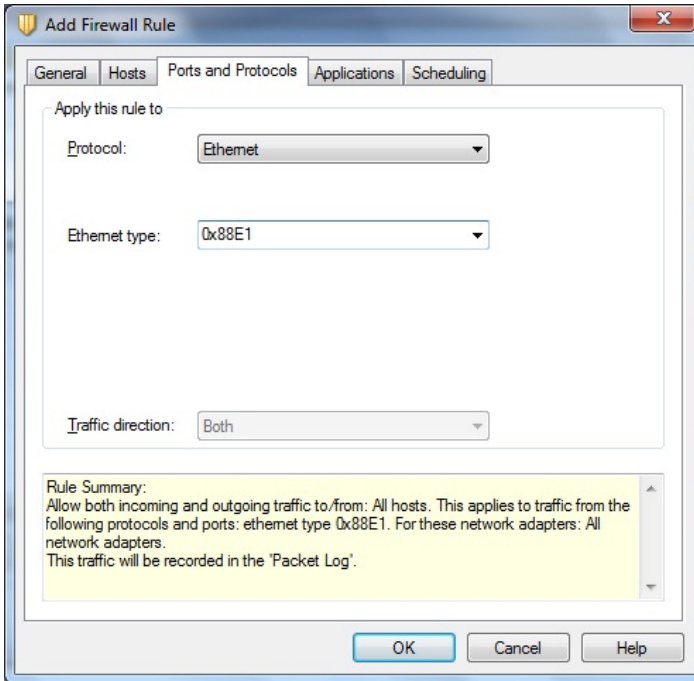 Add Firewall Rule
General Hosts Ports and Protocols Applications Scheduling
Apply this rule to
Protocol: Ethernet
Ethernet type: 0x88E1
Traffic direction: Both
Rule Summary:
Allow both incoming and outgoing traffic to/from: All hosts. This applies to traffic from the
following protocols and ports: ethernet type 0x88E1. For these network adapters: All
network adapters.
This traffic will be recorded in the 'Packet Log'.
OK Cancel Help